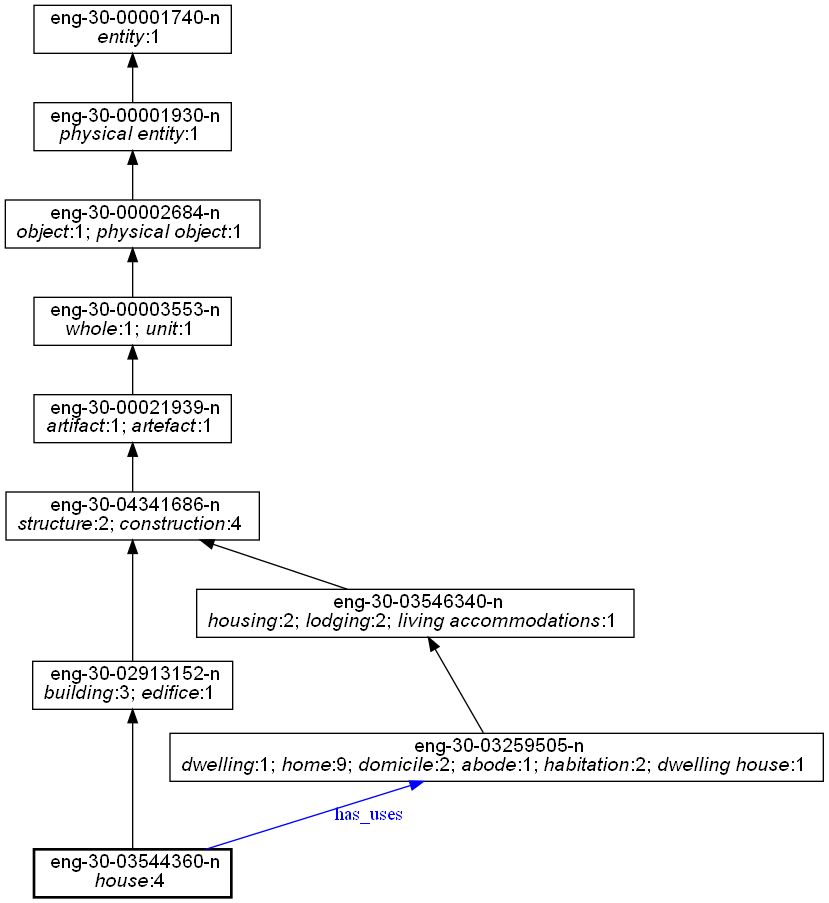 eng-30-00001740-n
entity:1
eng-30-00001930-n
physical entity:1
eng-30-00002684-n
object:1; physical object:1
eng-30-00003553-n
whole:1; unit:1
eng-30-00021939-n
artifact:1; artefact:1
eng-30-04341686-n
structure:2; construction:4
eng-30-03546340-n
housing:2; lodging:2; living accommodations:1
eng-30-02913152-n
building:3; edifice:1
eng-30-03259505-n
dwelling:1; home:9; domicile:2; abode:1; habitation:2; dwelling house:1
has_uses
eng-30-03544360-n
house:4